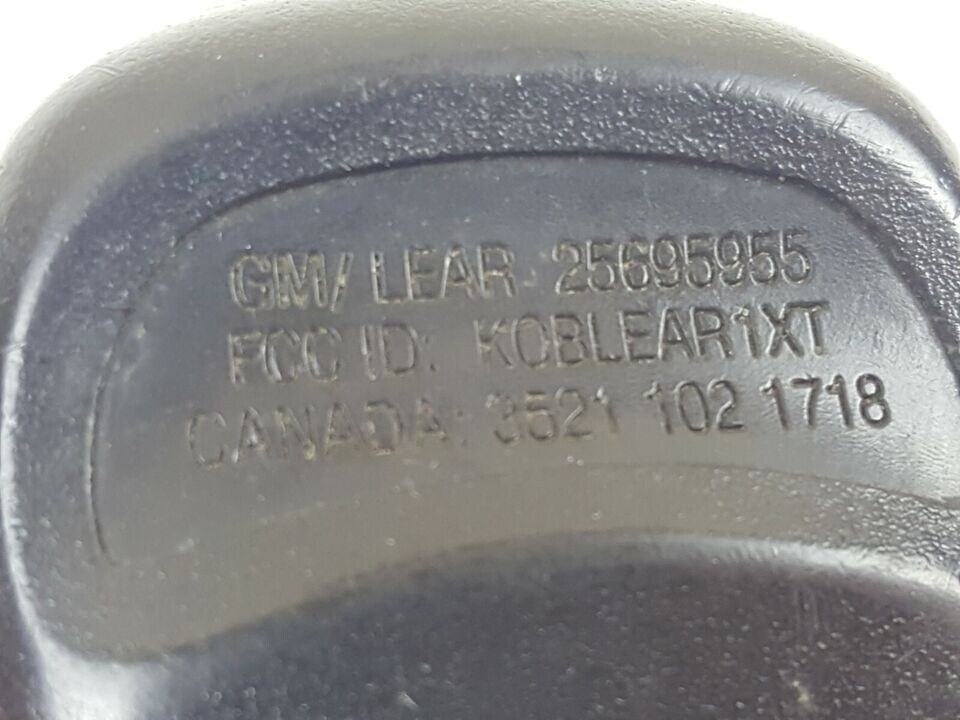 GM/ LEAR 25695955
FCC ID: KOBLEAR1XT
CANADA: 3521 102 1718